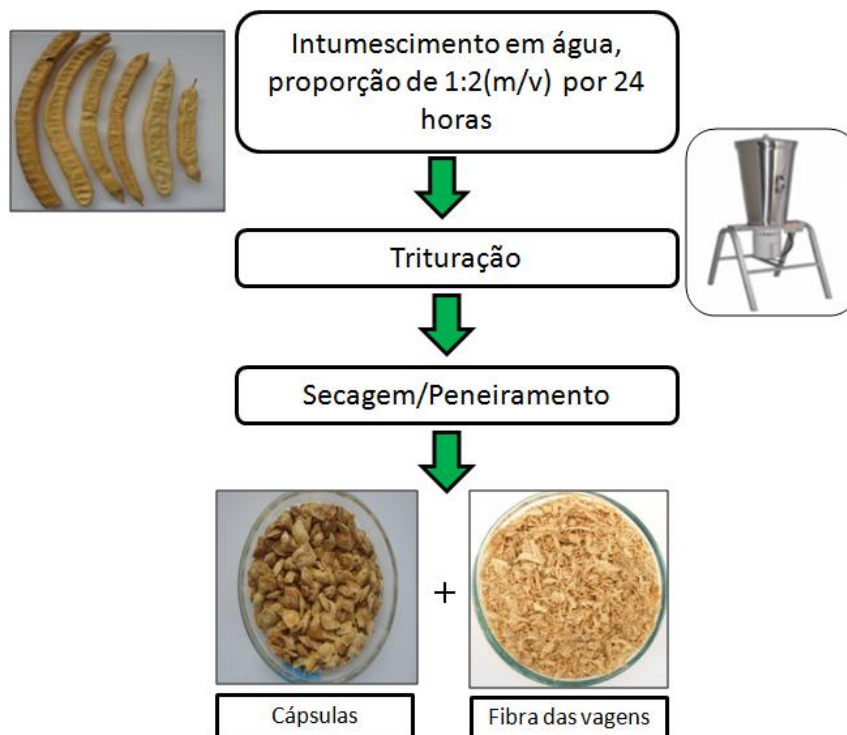 Intumescimento em água,
proporção de 1:2(m/v) por 24
horas
Trituração
Secagem/Peneiramento
+
Cápsulas
Fibra das vagens